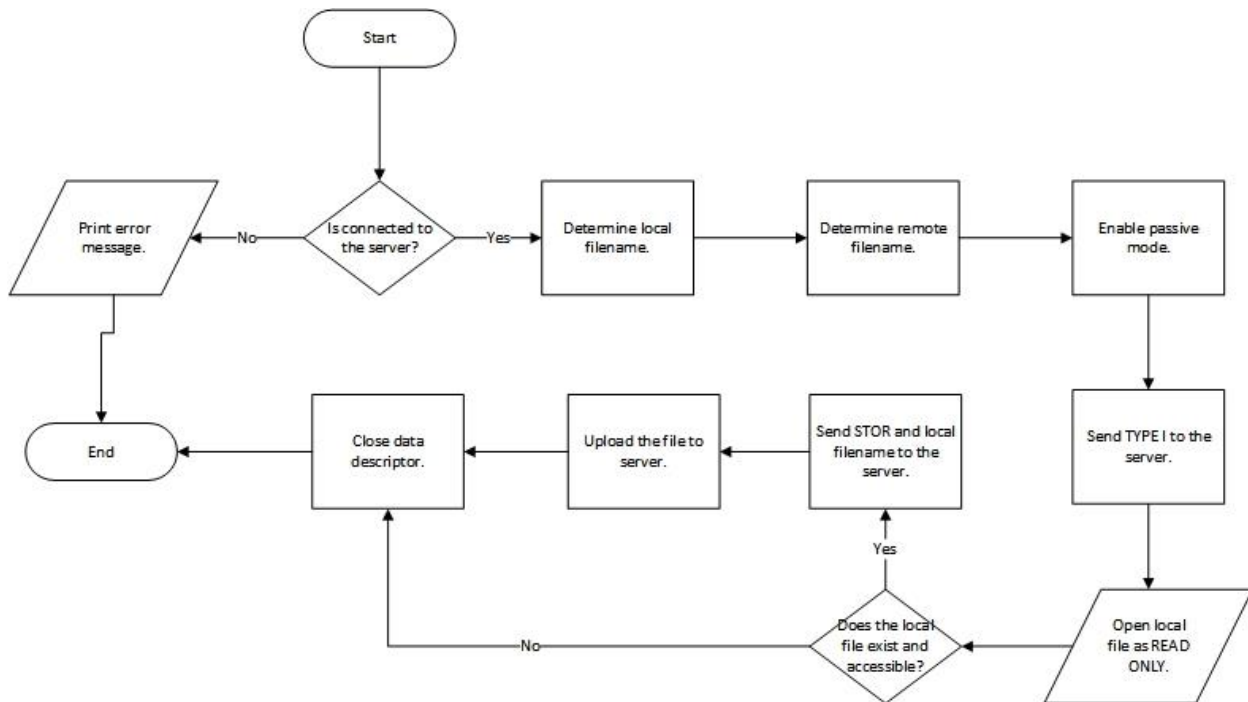 Start
Print error
message.
No
Is connected to
the server?
Yes
Determine local
filename.
Determine remote
filename.
Enable passive
mode.
End
Close data
descriptor.
Upload the file to
server.
Send STOR and local
filename to the
server.
Send TYPE I to the
server.
Yes
No
Does the local
file exist and
accessible?
Open local
file as READ
ONLY.